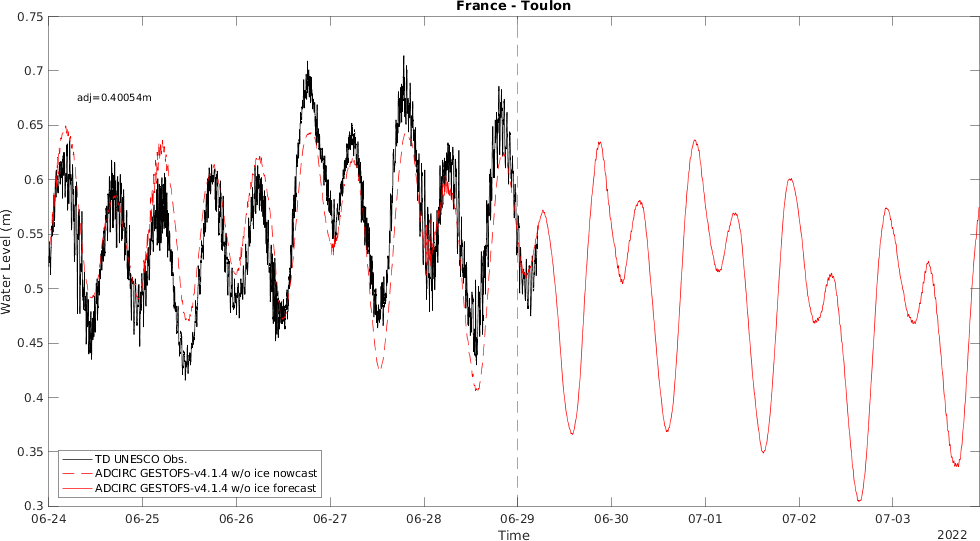 France - Toulon
0.75
0.7
adj=0.40054m
0.65
0.6
0.55
0.5
0.45
0.4
0.35
0.3
Water Level (m)
TD UNESCO Obs.
ADCIRC GESTOFS-v4.1.4 w/o ice nowcast
ADCIRC GESTOFS-v4.1.4 w/o ice forecast
06-24 06-25 06-26 06-27 06-28 06-29 06-30 07-01 07-02 07-03
Time
2022